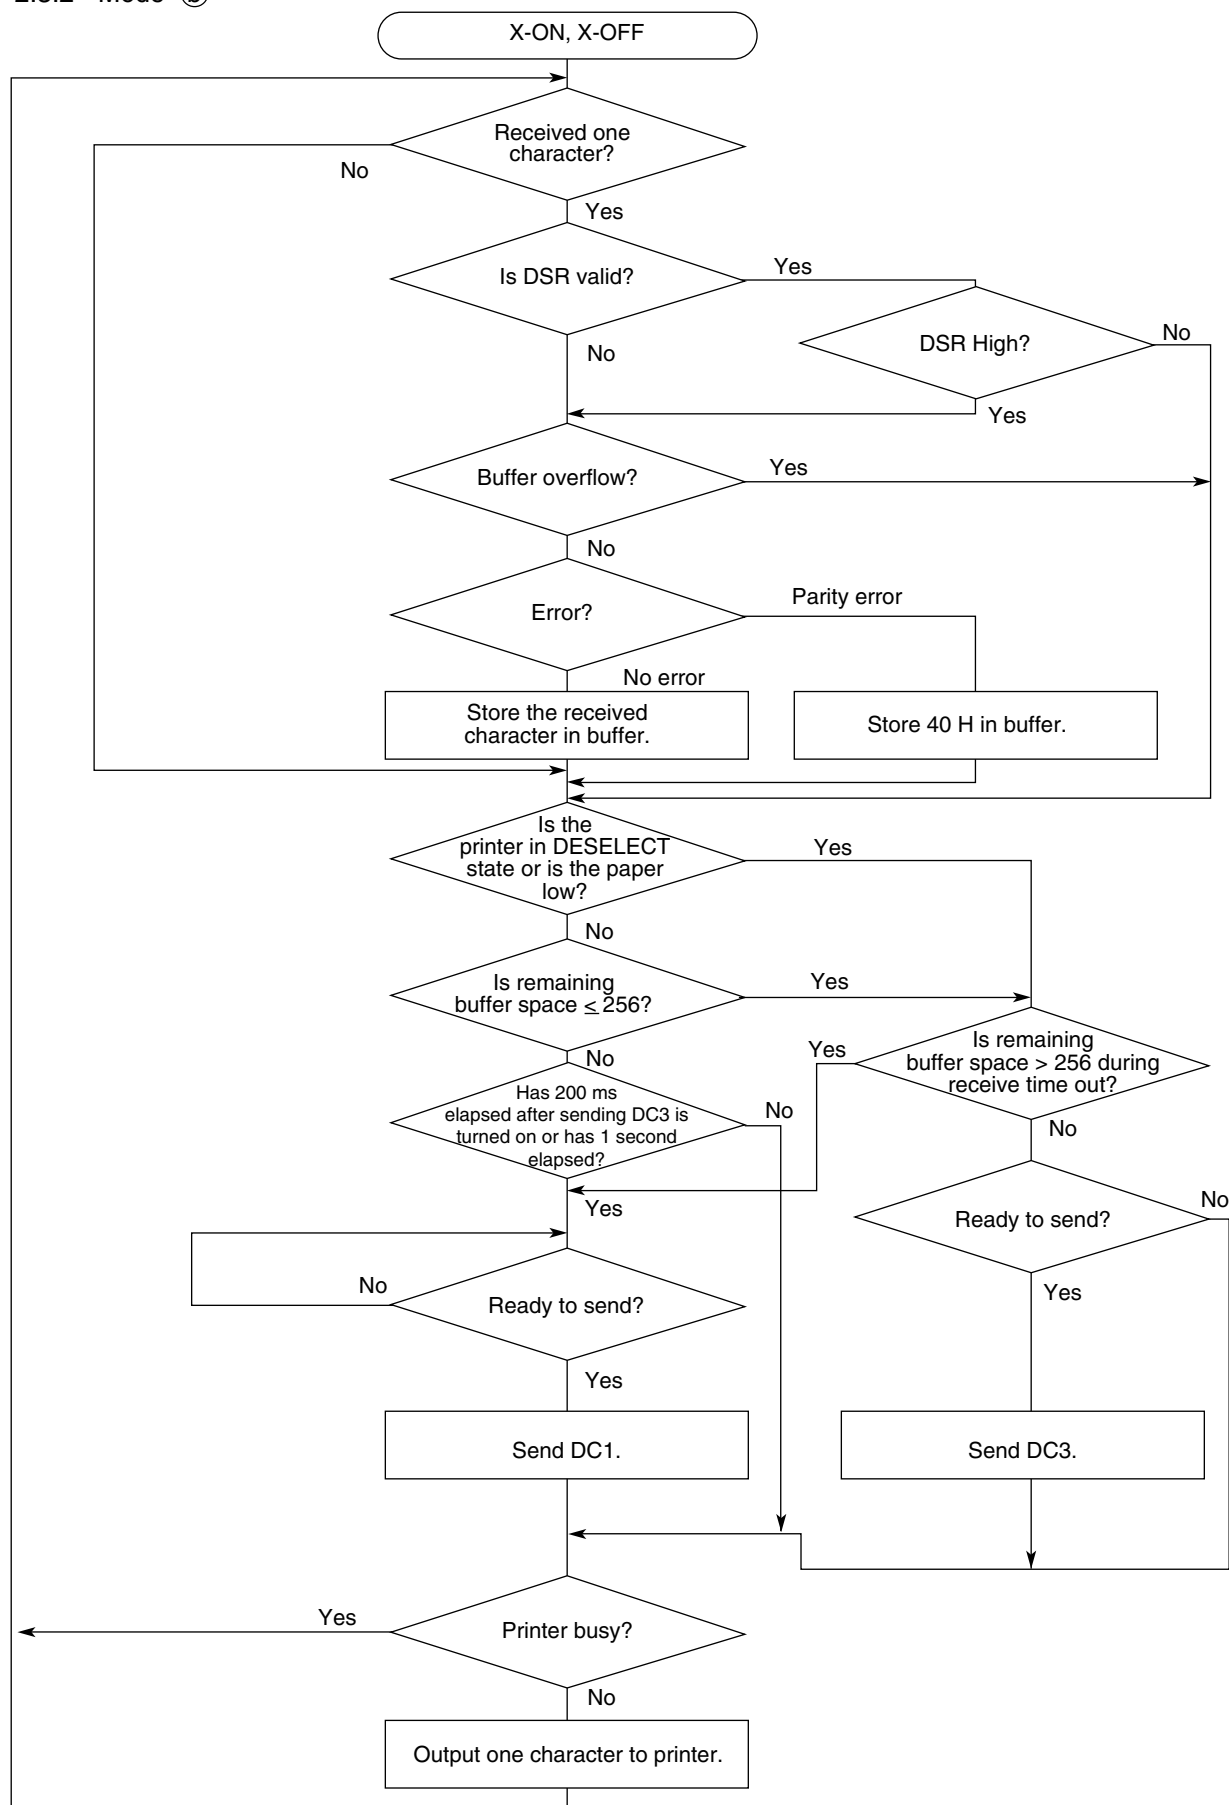 X-ON, X-OFF
Received one
character?
No
Yes
Is DSR valid?
Yes
DSR High?
No
No
Yes
Buffer overflow?
Yes
No
Error?
Parity error
No error
Store the received
character in buffer.
Store 40 H in buffer.
Is the
printer in DESELECT
state or is the paper
low?
Yes
No
Is remaining
buffer space ≤ 256?
Yes
No
Is remaining
buffer space > 256 during
receive time out?
Yes
Has 200 ms
elapsed after sending DC3 is
turned on or has 1 second
elapsed?
No
No
Yes
Ready to send?
No
Ready to send?
No
Yes
Yes
Send DC1.
Send DC3.
Printer busy?
Yes
No
Output one character to printer.